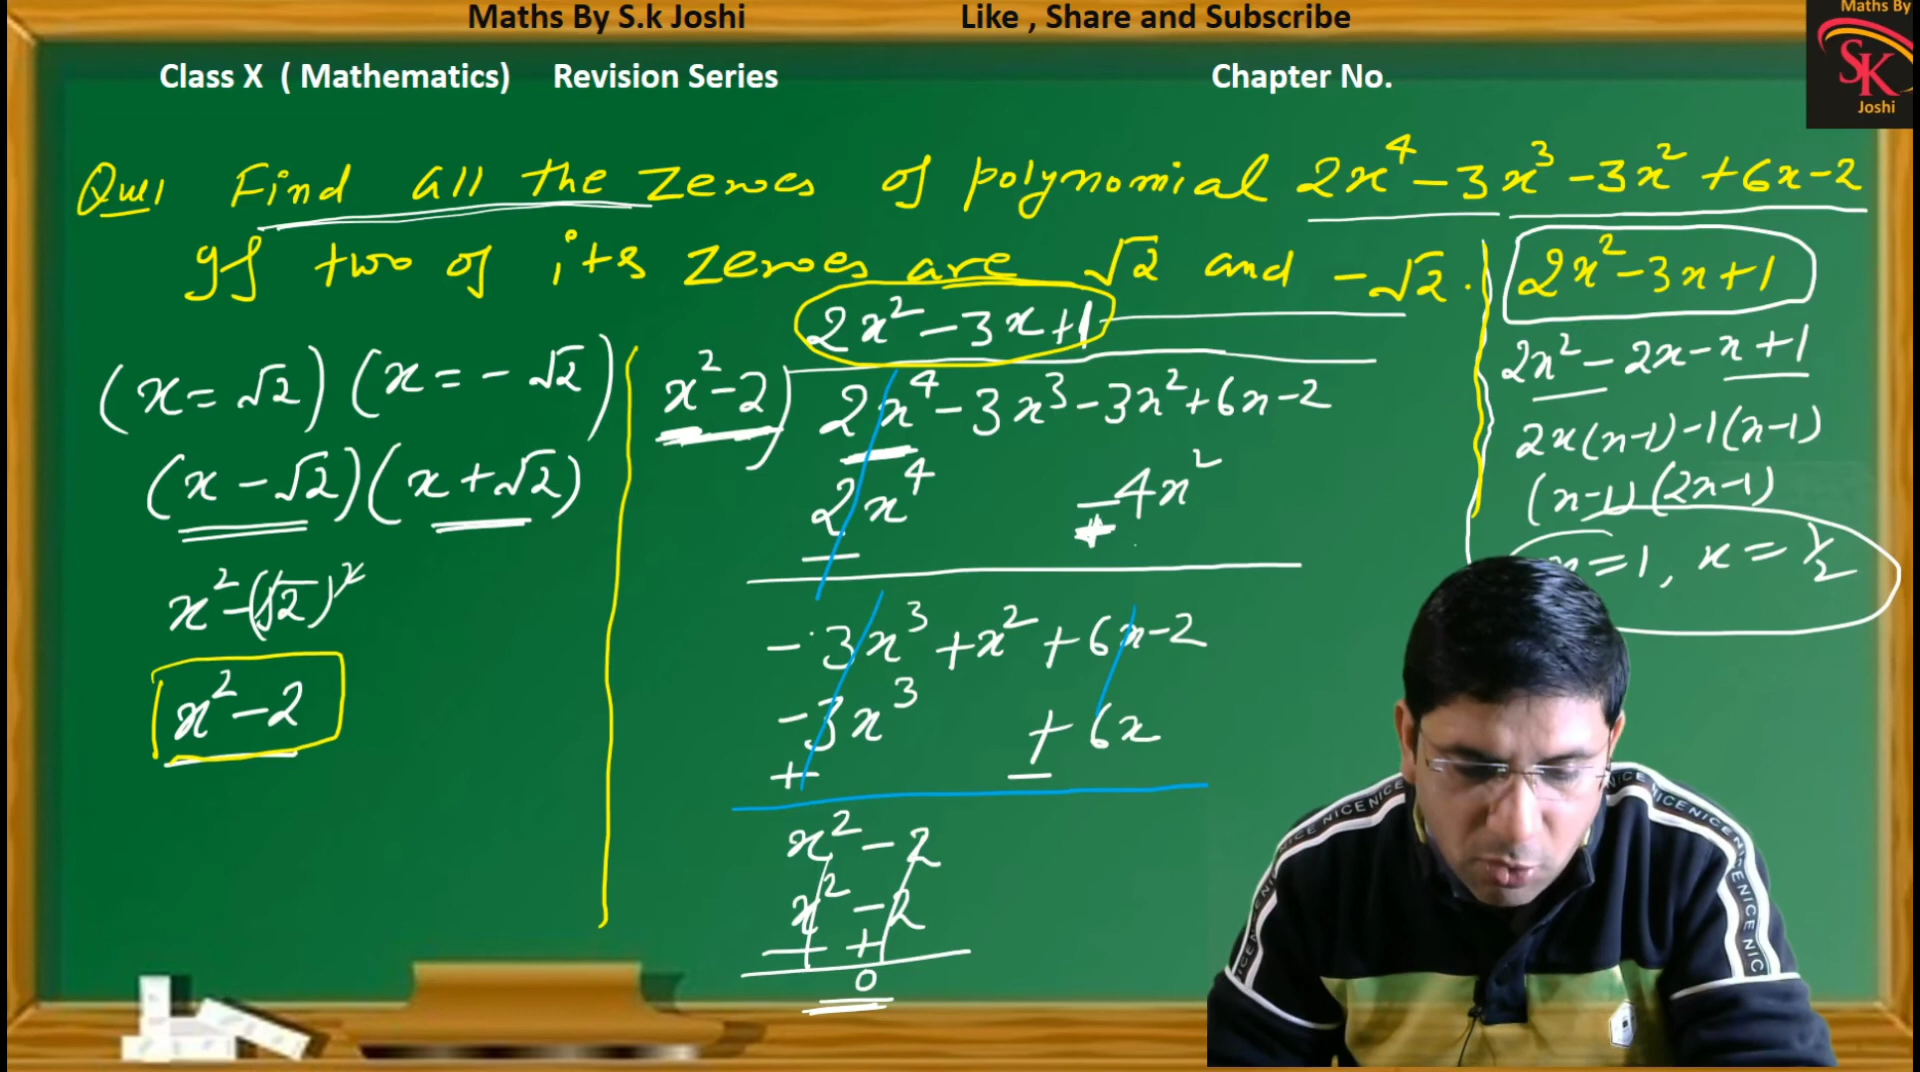 Maths By S.k Joshi Like , Share and Subscribe
Maths By
SK
Joshi
Class X ( Mathematics) Revision Series Chapter No.
Que1 Find all the zeroes of polynomial 2x⁴-3x³-3x²+6x-2
If two of its zeroes are √2 and -√2.
(x=√2)(x=-√2)
(x-√2)(x+√2)
x²-(√2)²
x²-2
2x²-3x+1
x²-2) 2x⁴-3x³-3x²+6x-2
2x⁴ -4x²
- +
-3x³+x²+6x-2
-3x³ +6x
+ -
x²-2
x²-2
- +
0
2x²-3x+1
2x²-2x-x+1
2x(x-1)-1(x-1)
(x-1)(2x-1)
x=1, x=1/2
NICE NICE NICE